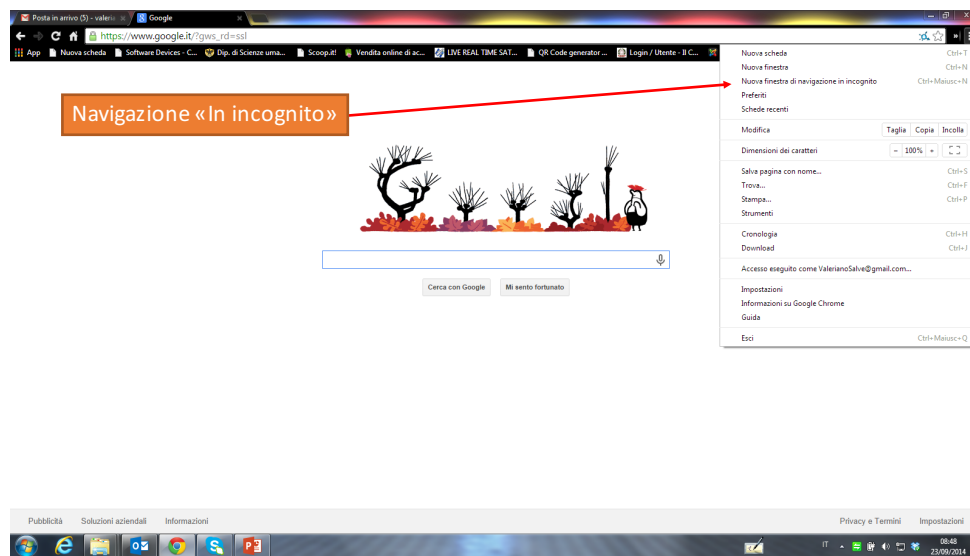 Posta in arrivo (5) - valeria
Google
https://www.google.it/?gws_rd=ssl
App Nuova scheda Software Devices - C... Dip. di Scienze uma... Scoop.it! Vendita online di ac... LIVE REAL TIME SAT... QR Code generator ... Login / Utente - Il C...
Nuova scheda Ctrl+T
Nuova finestra Ctrl+N
Nuova finestra di navigazione in incognito Ctrl+Maiusc+N
Preferiti
Schede recenti
Modifica Taglia Copia Incolla
Dimensioni dei caratteri - 100% +
Salva pagina con nome... Ctrl+S
Trova... Ctrl+F
Stampa... Ctrl+P
Strumenti
Cronologia Ctrl+H
Download Ctrl+J
Accesso eseguito come ValerianoSalve@gmail.com...
Impostazioni
Informazioni su Google Chrome
Guida
Esci Ctrl+Maiusc+Q
Navigazione «In incognito»
Cerca con Google Mi sento fortunato
Pubblicità Soluzioni aziendali Informazioni Privacy e Termini Impostazioni
IT 08:48
23/09/2014